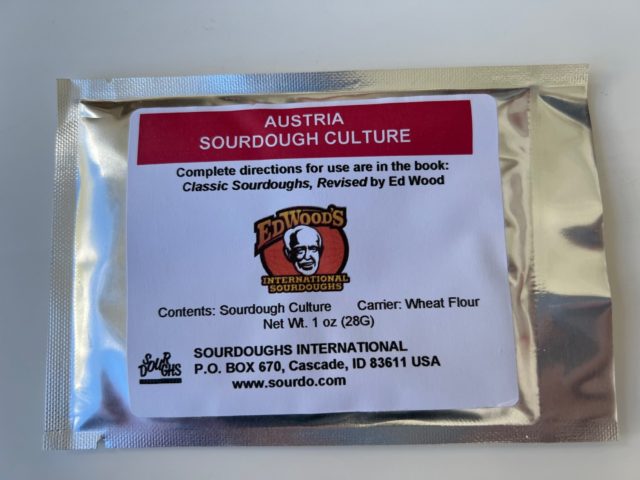 AUSTRIA
SOURDOUGH CULTURE
Complete directions for use are in the book:
Classic Sourdoughs, Revised by Ed Wood
ED WOOD'S
INTERNATIONAL
SOURDOUGHS
Contents: Sourdough Culture Carrier: Wheat Flour
Net Wt. 1 oz (28G)
SOURDOUGHS
SOURDOUGHS INTERNATIONAL
P.O. BOX 670, Cascade, ID 83611 USA
www.sourdo.com